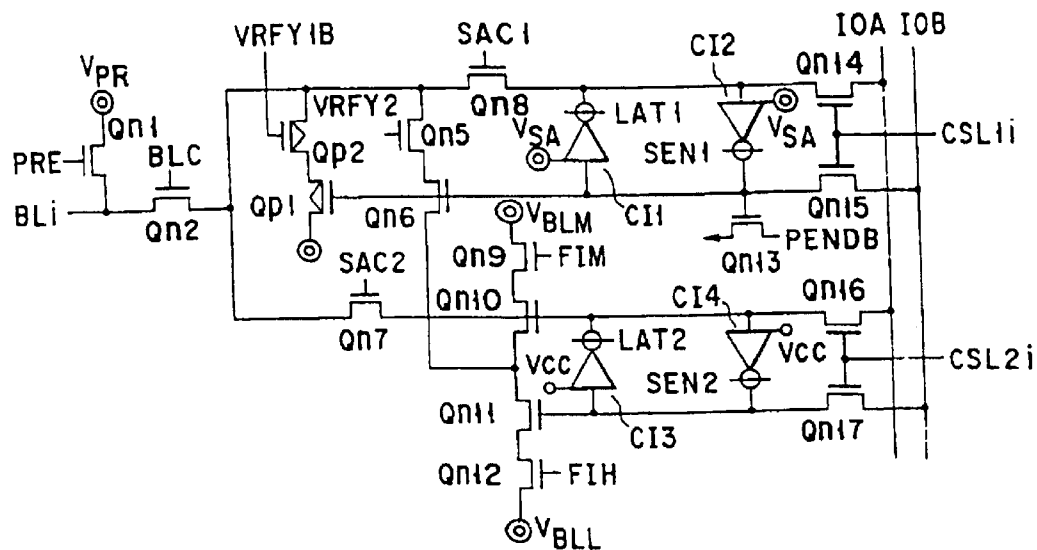 IOA IOB
VRFY1B
SAC1
CI2
Qn14
VPR
Qn1
VRFY2
Qn8
LAT1
VSA
VSA
CSL1i
PRE
BLC
Qp2
Qn5
SEN1
BLi
Qn2
Qp1
Qn6
CI1
Qn15
VBLM
PENDB
Qn13
SAC2
Qn9
FIM
CI4
Qn16
Qn10
Qn7
LAT2
VCC
VCC
CSL2i
SEN2
Qn11
CI3
Qn17
Qn12
FIH
VBLL